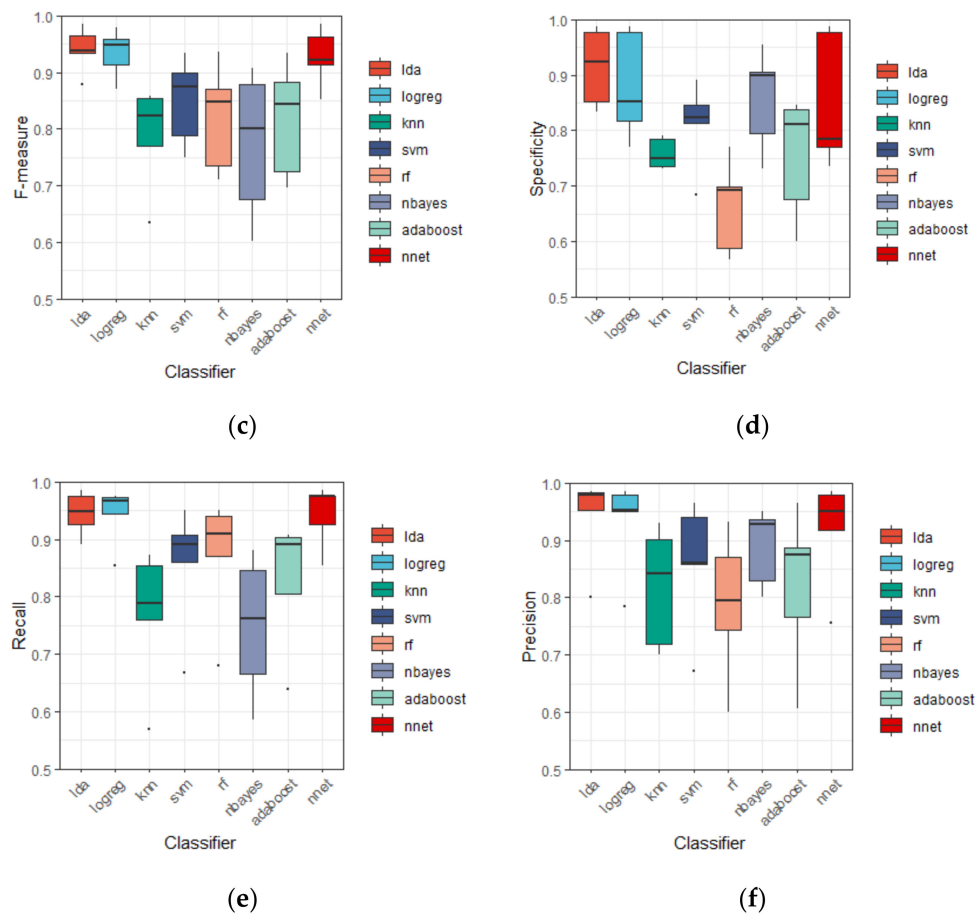 F-measure
1.0
0.9
0.8
0.7
0.6
0.5
lda
logreg
knn
svm
rf
nbayes
adaboost
nnet
Classifier
lda
logreg
knn
svm
rf
nbayes
adaboost
nnet
(c)
Specificity
1.0
0.9
0.8
0.7
0.6
0.5
lda
logreg
knn
svm
rf
nbayes
adaboost
nnet
Classifier
lda
logreg
knn
svm
rf
nbayes
adaboost
nnet
(d)
Recall
1.0
0.9
0.8
0.7
0.6
0.5
lda
logreg
knn
svm
rf
nbayes
adaboost
nnet
Classifier
lda
logreg
knn
svm
rf
nbayes
adaboost
nnet
(e)
Precision
1.0
0.9
0.8
0.7
0.6
0.5
lda
logreg
knn
svm
rf
nbayes
adaboost
nnet
Classifier
lda
logreg
knn
svm
rf
nbayes
adaboost
nnet
(f)